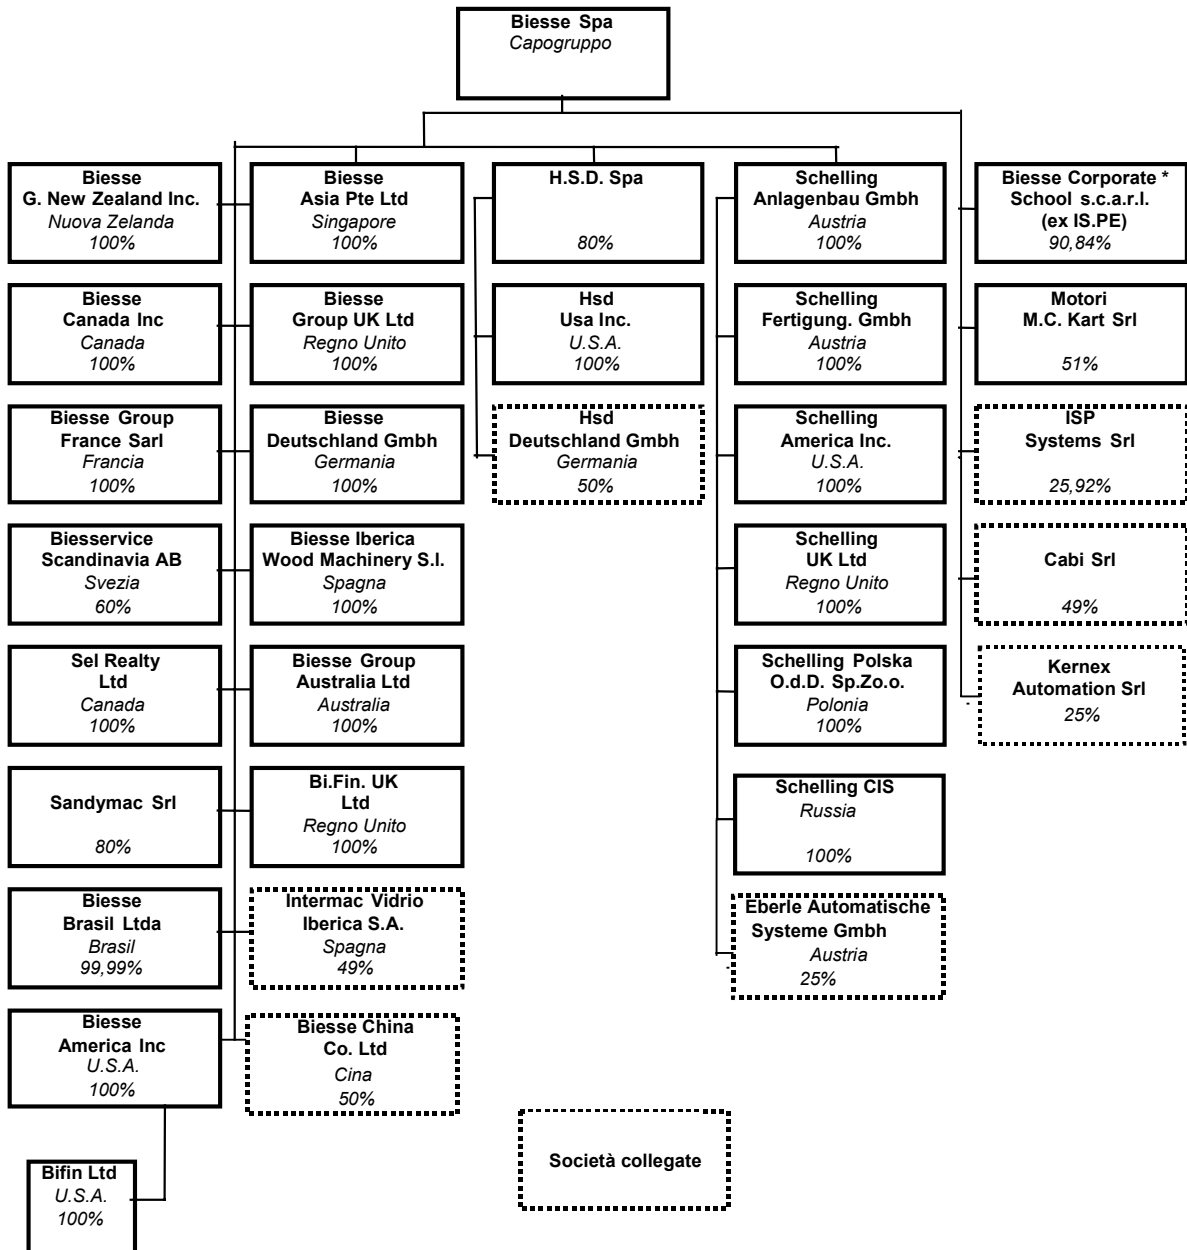 Biesse Spa
Capogruppo
Biesse
G. New Zealand Inc.
Nuova Zelanda
100%
Biesse
Asia Pte Ltd
Singapore
100%
H.S.D. Spa
80%
Schelling
Anlagenbau Gmbh
Austria
100%
Biesse Corporate *
School s.c.a.r.l.
(ex IS.PE)
90,84%
Biesse
Canada Inc
Canada
100%
Biesse
Group UK Ltd
Regno Unito
100%
Hsd
Usa Inc.
U.S.A.
100%
Schelling
Fertigung. Gmbh
Austria
100%
Motori
M.C. Kart Srl
51%
Biesse Group
France Sarl
Francia
100%
Biesse
Deutschland Gmbh
Germania
100%
Hsd
Deutschland Gmbh
Germania
50%
Schelling
America Inc.
U.S.A.
100%
ISP
Systems Srl
25,92%
Biesservice
Scandinavia AB
Svezia
60%
Biesse Iberica
Wood Machinery S.l.
Spagna
100%
Schelling
UK Ltd
Regno Unito
100%
Cabi Srl
49%
Sel Realty
Ltd
Canada
100%
Biesse Group
Australia Ltd
Australia
100%
Schelling Polska
O.d.D. Sp.Zo.o.
Polonia
100%
Kernex
Automation Srl
25%
Sandymac Srl
80%
Bi.Fin. UK
Ltd
Regno Unito
100%
Schelling CIS
Russia
100%
Biesse
Brasil Ltda
Brasil
99,99%
Intermac Vidrio
Iberica S.A.
Spagna
49%
Eberle Automatische
Systeme Gmbh
Austria
25%
Biesse
America Inc
U.S.A.
100%
Biesse China
Co. Ltd
Cina
50%
Società collegate
Bifin Ltd
U.S.A.
100%